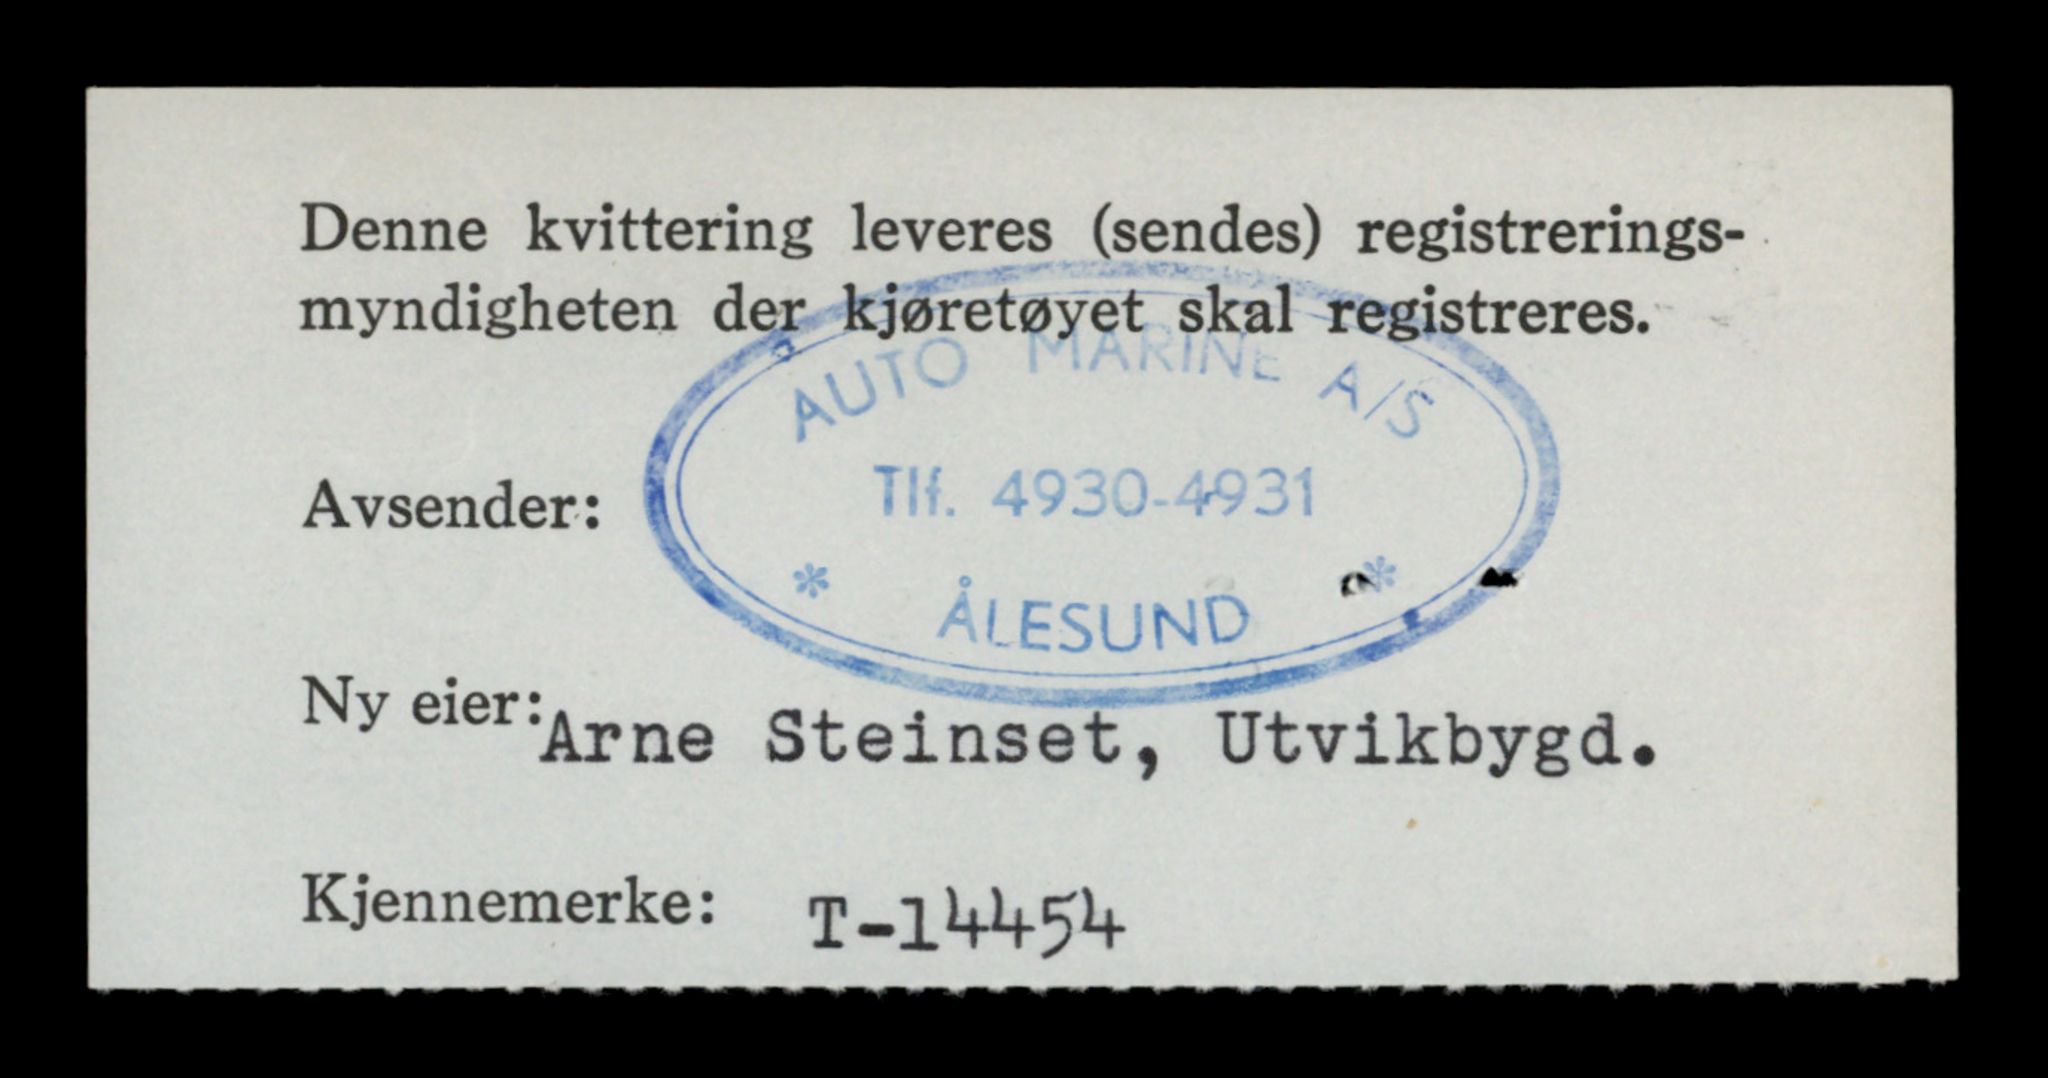 Denne kvittering leveres (sendes) registrerings-
myndigheten der kjøretøyet skal registreres.
AUTO MARINE A/S
Avsender:
Tlf. 4930-4931
* ÅLESUND *
Ny eier: Arne Steinset, Utvikbygd.
Kjennemerke: T-14454